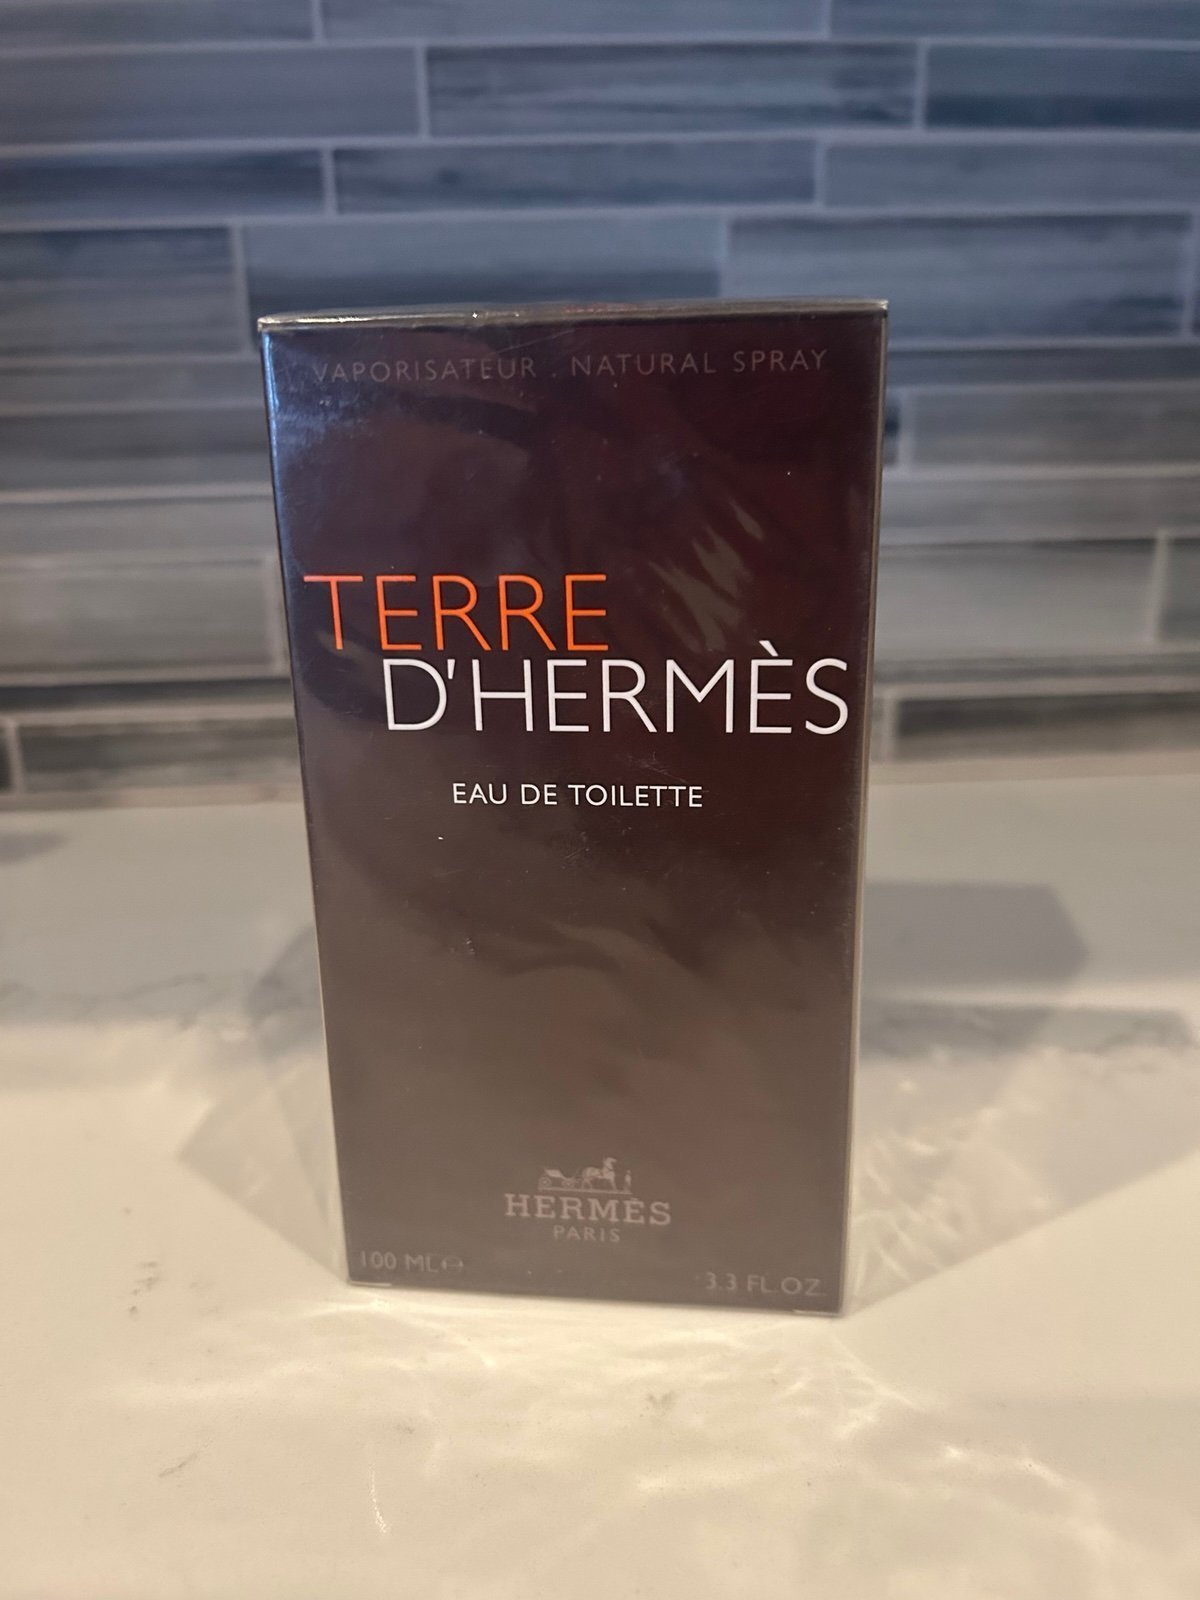 VAPORISATEUR . NATURAL SPRAY
TERRE
D'HERMÈS
EAU DE TOILETTE
HERMÈS
PARIS
100 ML℮
3.3 FL.OZ.